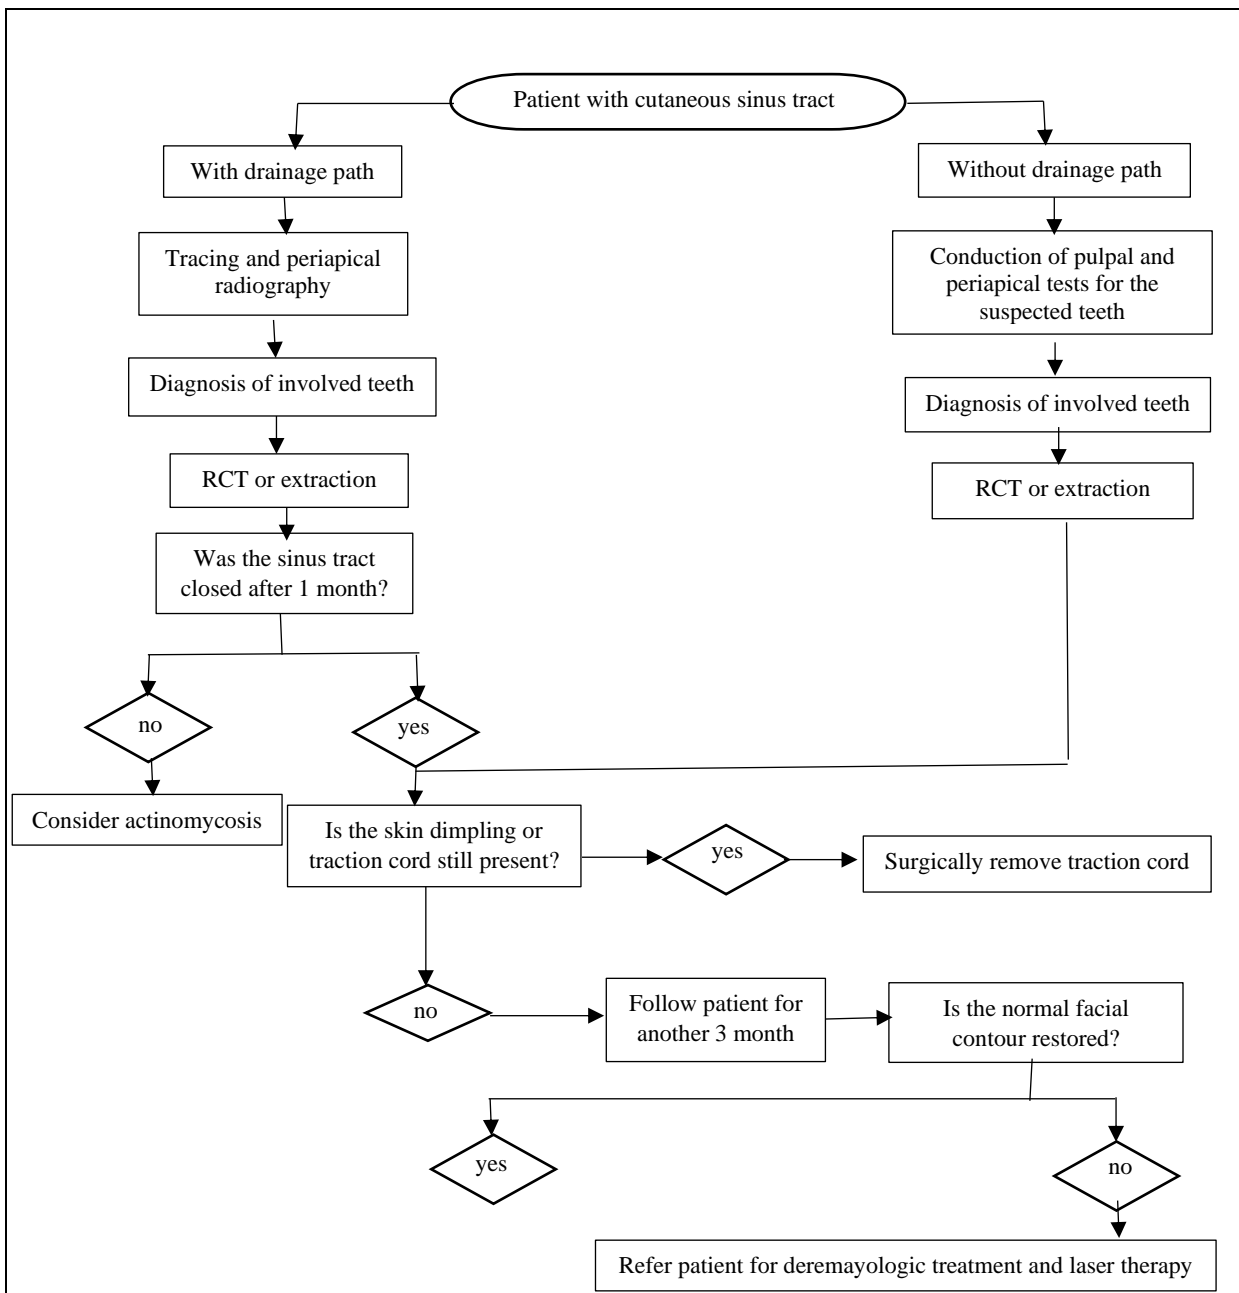 Patient with cutaneous sinus tract
With drainage path
Without drainage path
Tracing and periapical
radiography
Conduction of pulpal and
periapical tests for the
suspected teeth
Diagnosis of involved teeth
Diagnosis of involved teeth
RCT or extraction
RCT or extraction
Was the sinus tract
closed after 1 month?
no
yes
Consider actinomycosis
Is the skin dimpling or
traction cord still present?
yes
Surgically remove traction cord
no
Follow patient for
another 3 month
Is the normal facial
contour restored?
yes
no
Refer patient for deremayologic treatment and laser therapy